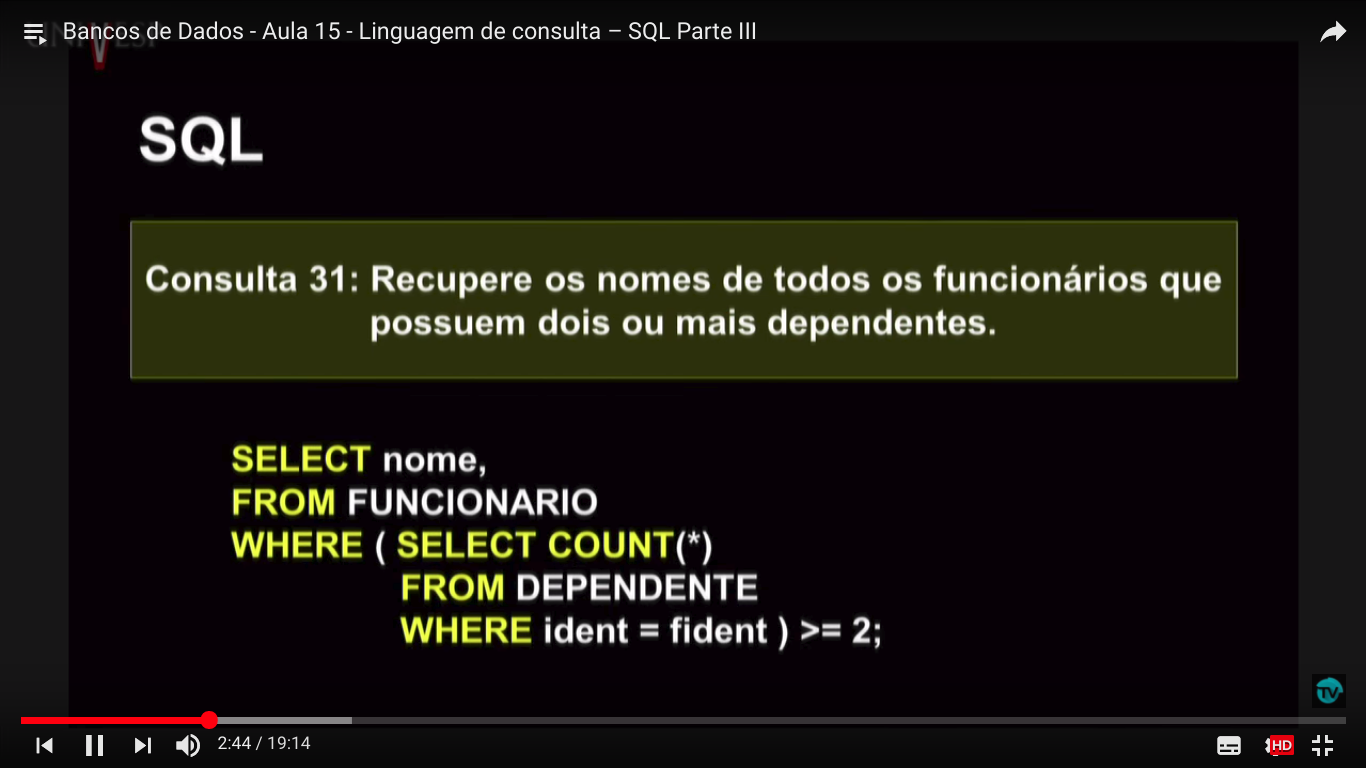 Bancos de Dados - Aula 15 - Linguagem de consulta – SQL Parte III
SQL
Consulta 31: Recupere os nomes de todos os funcionários que
possuem dois ou mais dependentes.
SELECT nome,
FROM FUNCIONARIO
WHERE ( SELECT COUNT(*)
FROM DEPENDENTE
WHERE ident = fident ) >= 2;
TV
2:44 / 19:14
HD